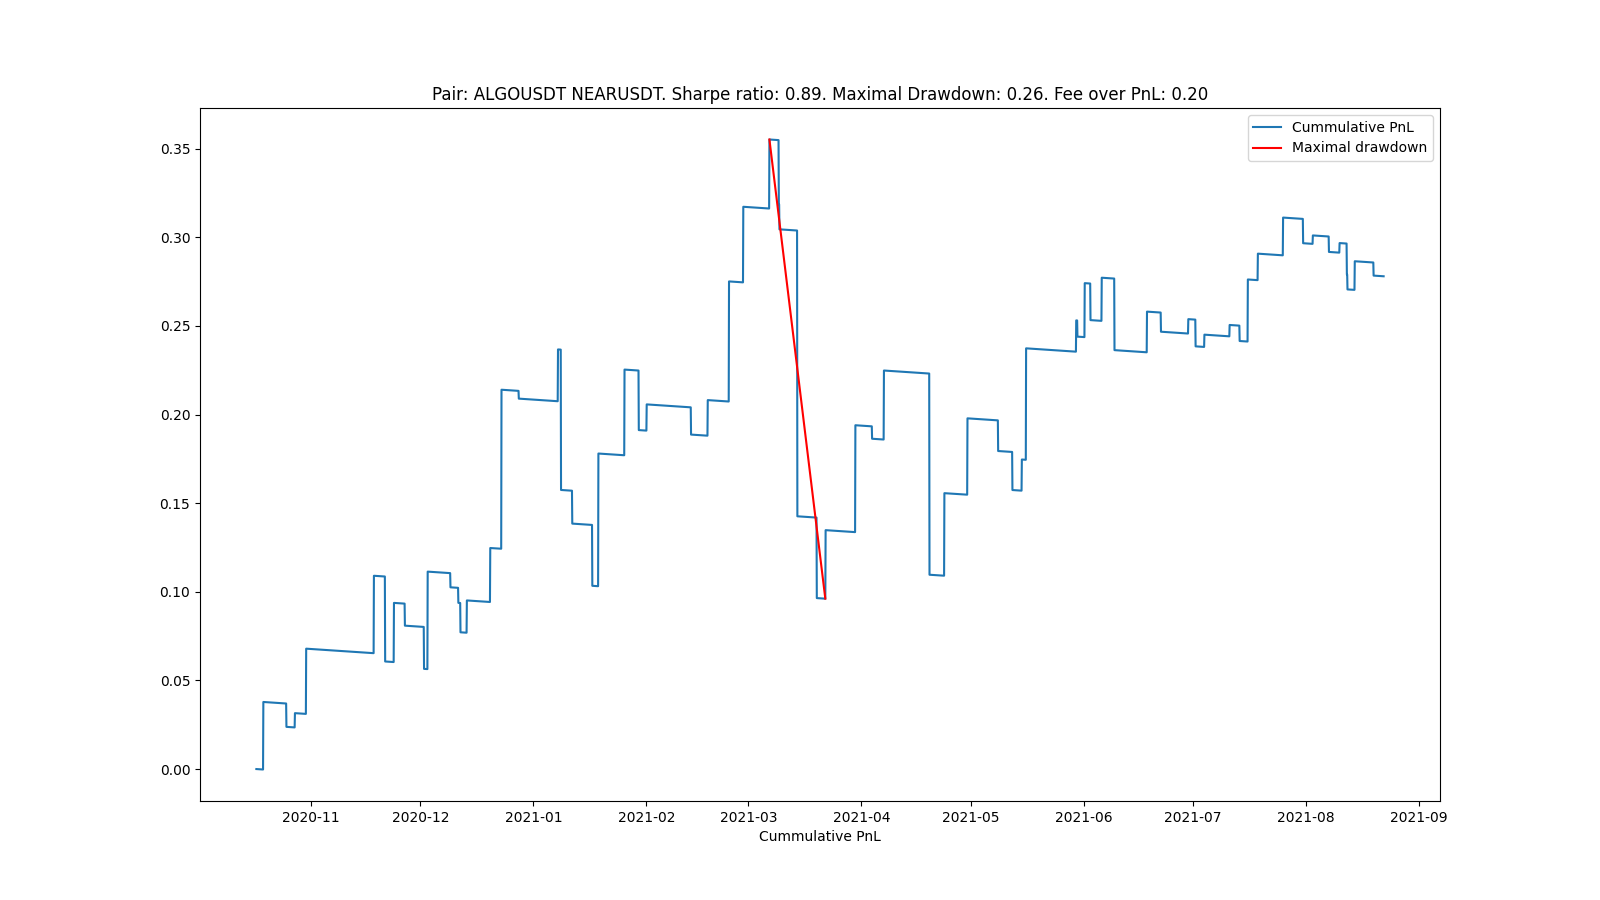 Pair: ALGOUSDT NEARUSDT. Sharpe ratio: 0.89. Maximal Drawdown: 0.26. Fee over PnL: 0.20
Cummulative PnL
Maximal drawdown
0.35
0.30
0.25
0.20
0.15
0.10
0.05
0.00
2020-11 2020-12 2021-01 2021-02 2021-03 2021-04 2021-05 2021-06 2021-07 2021-08 2021-09
Cummulative PnL